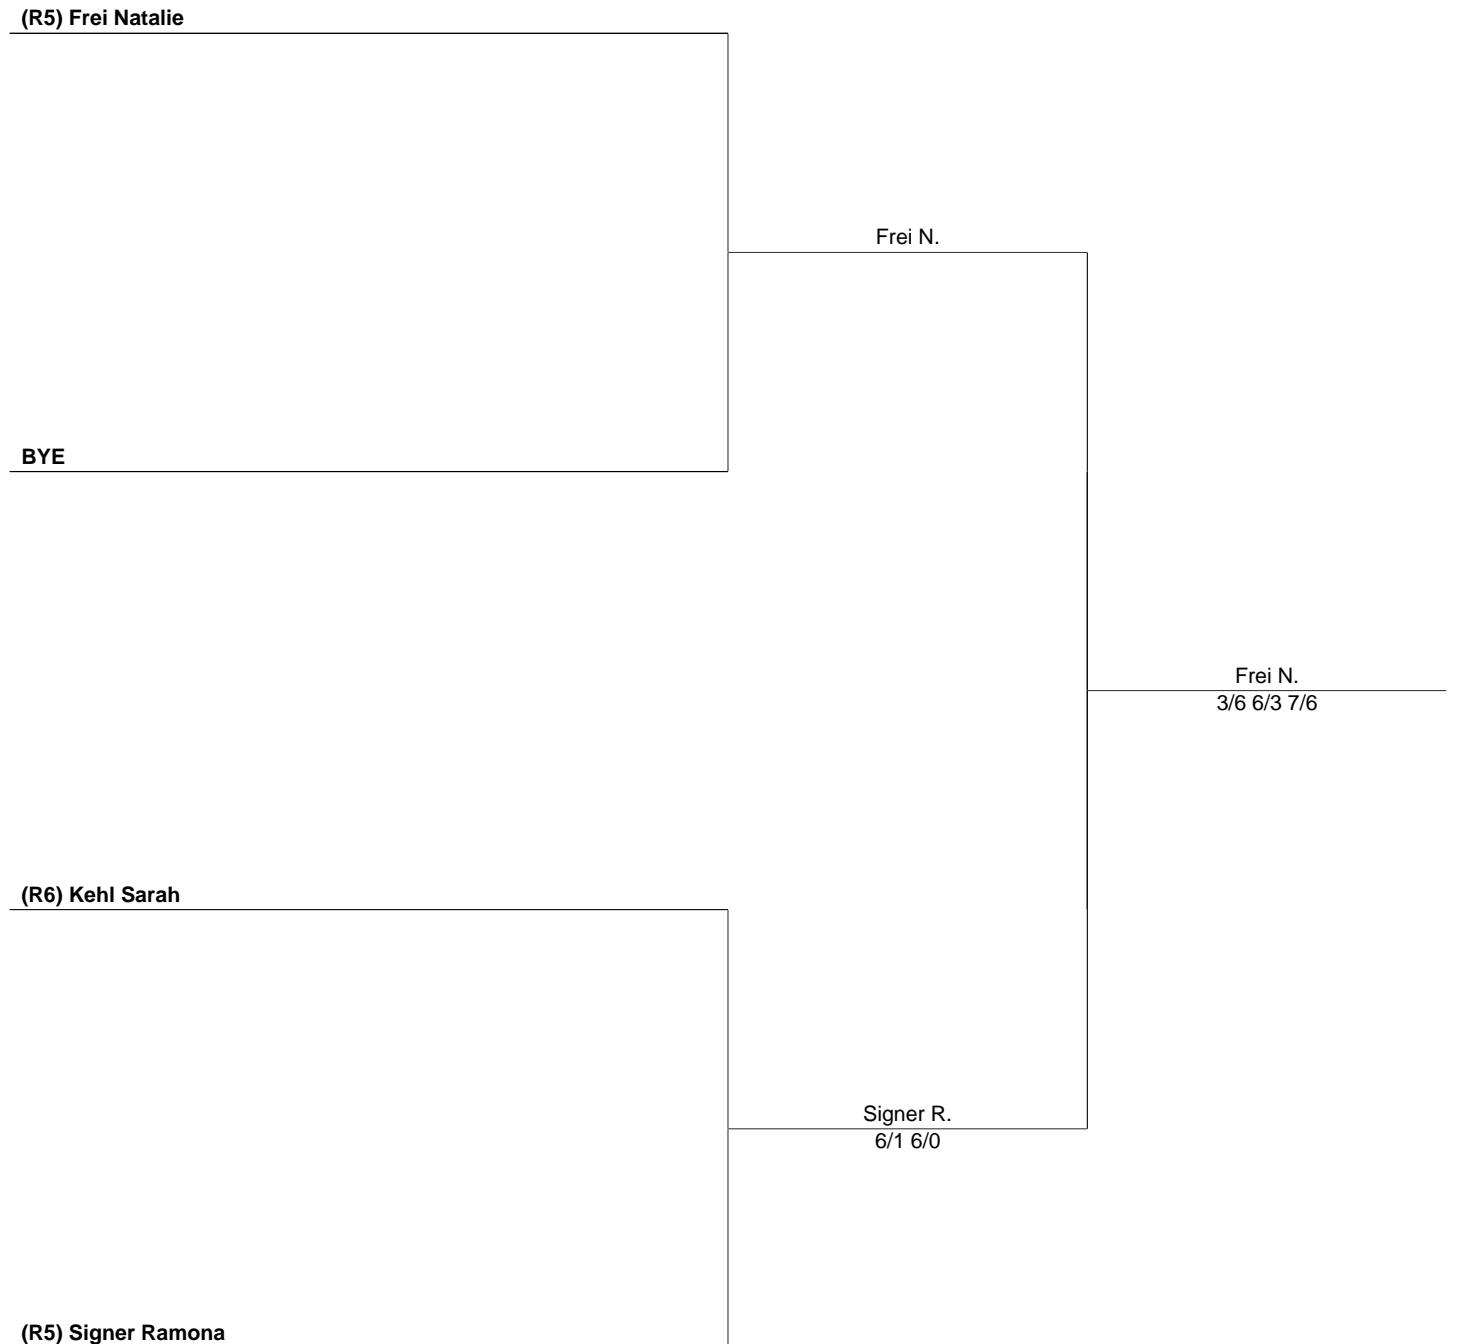 (R5) Frei Natalie
Frei N.
BYE
Frei N.
3/6 6/3 7/6
(R6) Kehl Sarah
Signer R.
6/1 6/0
(R5) Signer Ramona